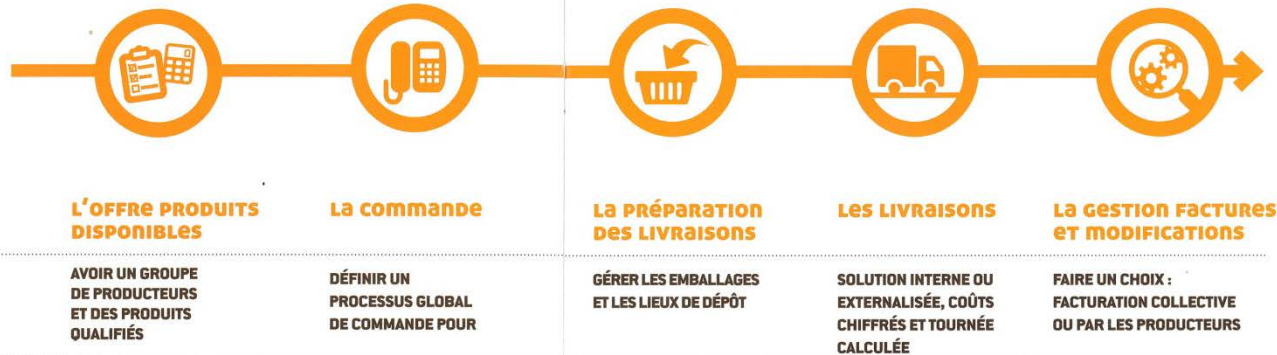 L'OFFRE PRODUITS
DISPONIBLES
La commande
La Préparation
des Livraisons
Les Livraisons
La Gestion Factures
et modifications
AVOIR UN GROUPE
DE PRODUCTEURS
ET DES PRODUITS
QUALIFIÉS
DÉFINIR UN
PROCESSUS GLOBAL
DE COMMANDE POUR
GÉRER LES EMBALLAGES
ET LES LIEUX DE DÉPÔT
SOLUTION INTERNE OU
EXTERNALISÉE, COÛTS
CHIFFRÉS ET TOURNÉE
CALCULÉE
FAIRE UN CHOIX :
FACTURATION COLLECTIVE
OU PAR LES PRODUCTEURS